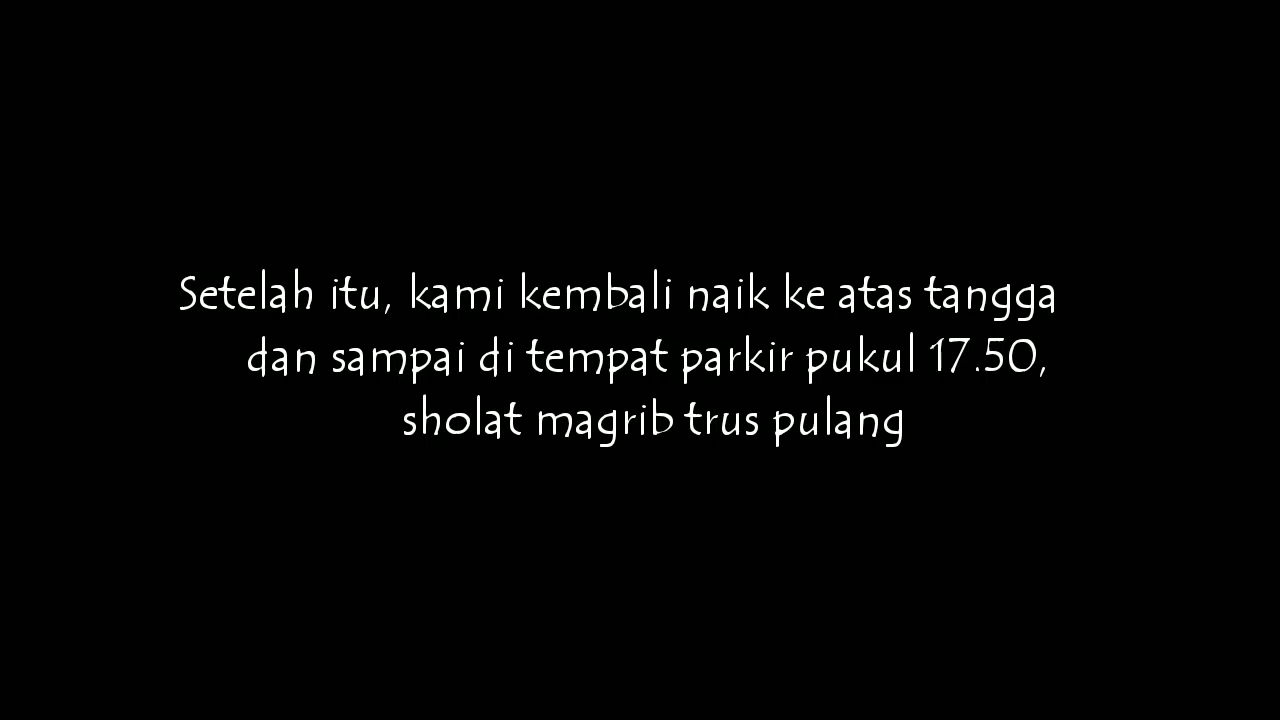 Setelah itu, kami kembali naik ke atas tangga
dan sampai di tempat parkir pukul 17.50,
sholat magrib trus pulang